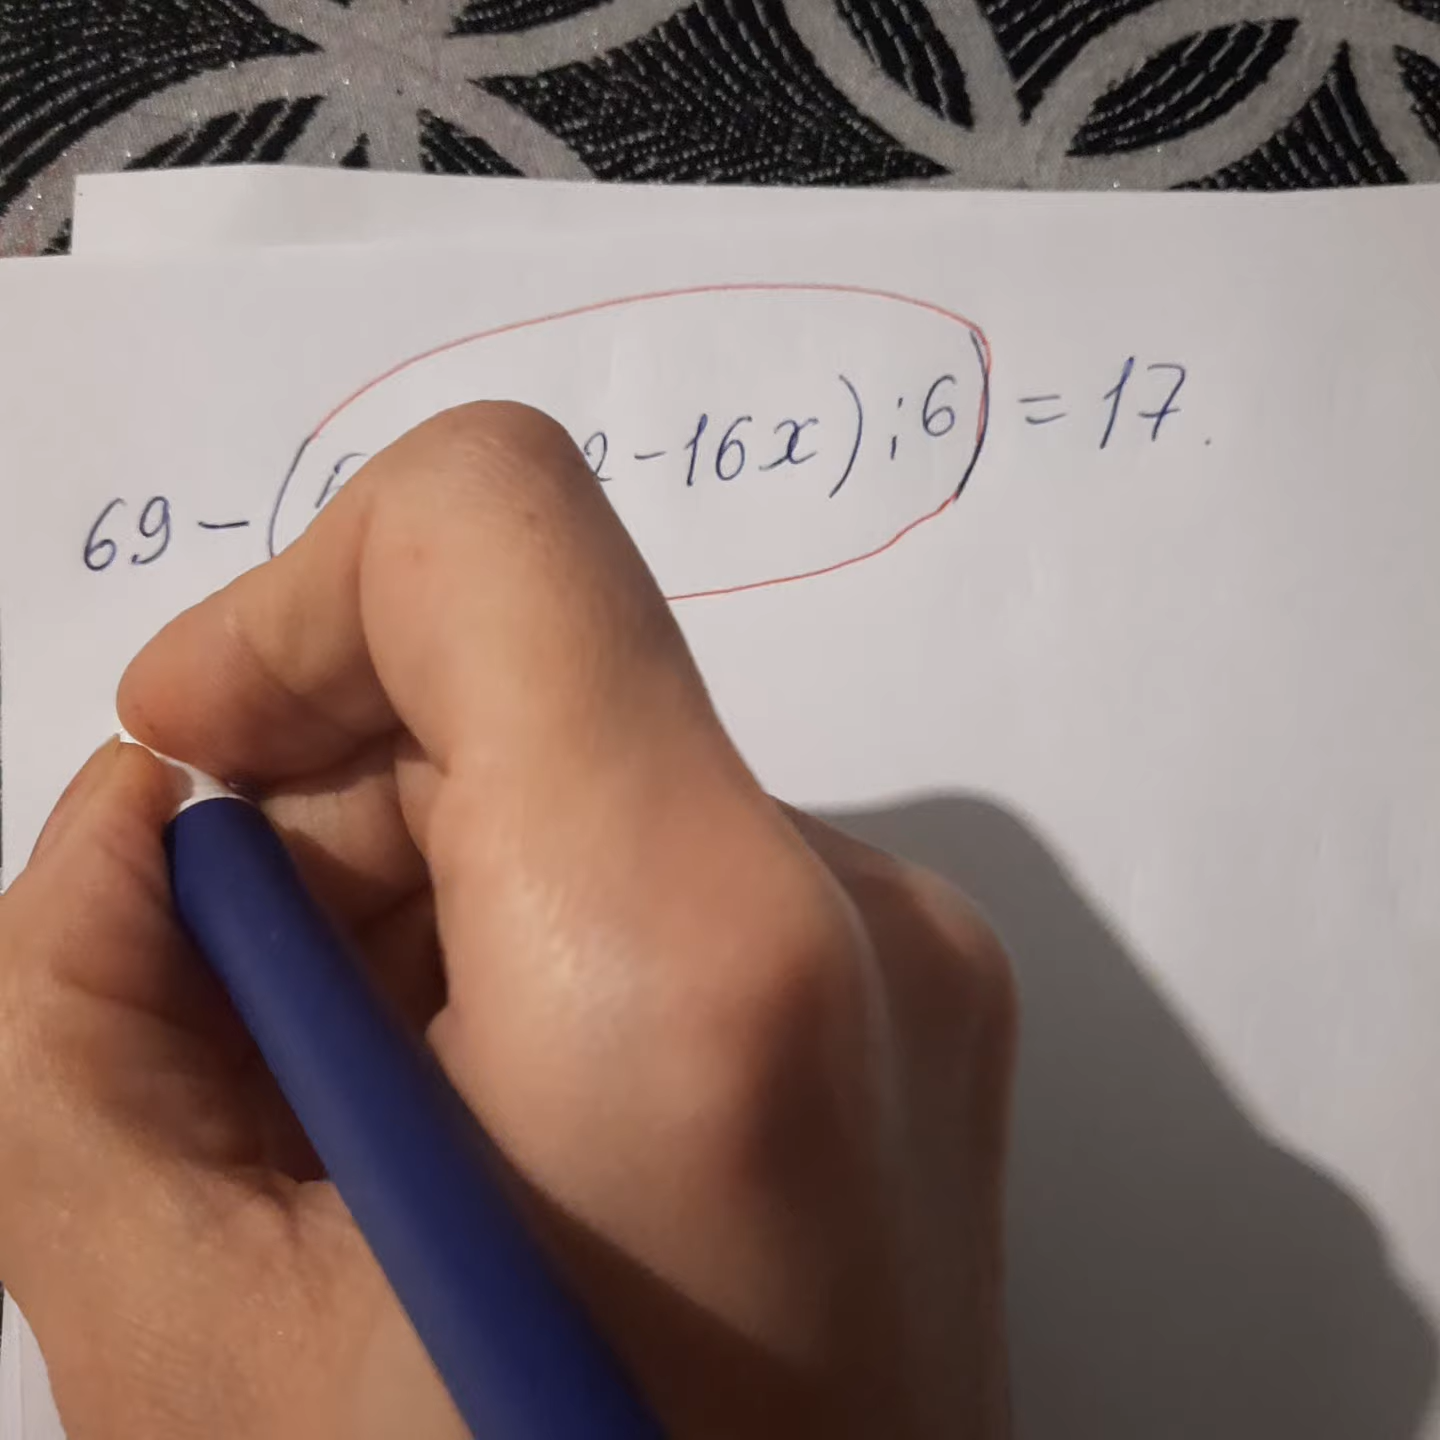 69 - ( 2 - 16x) : 6) = 17.